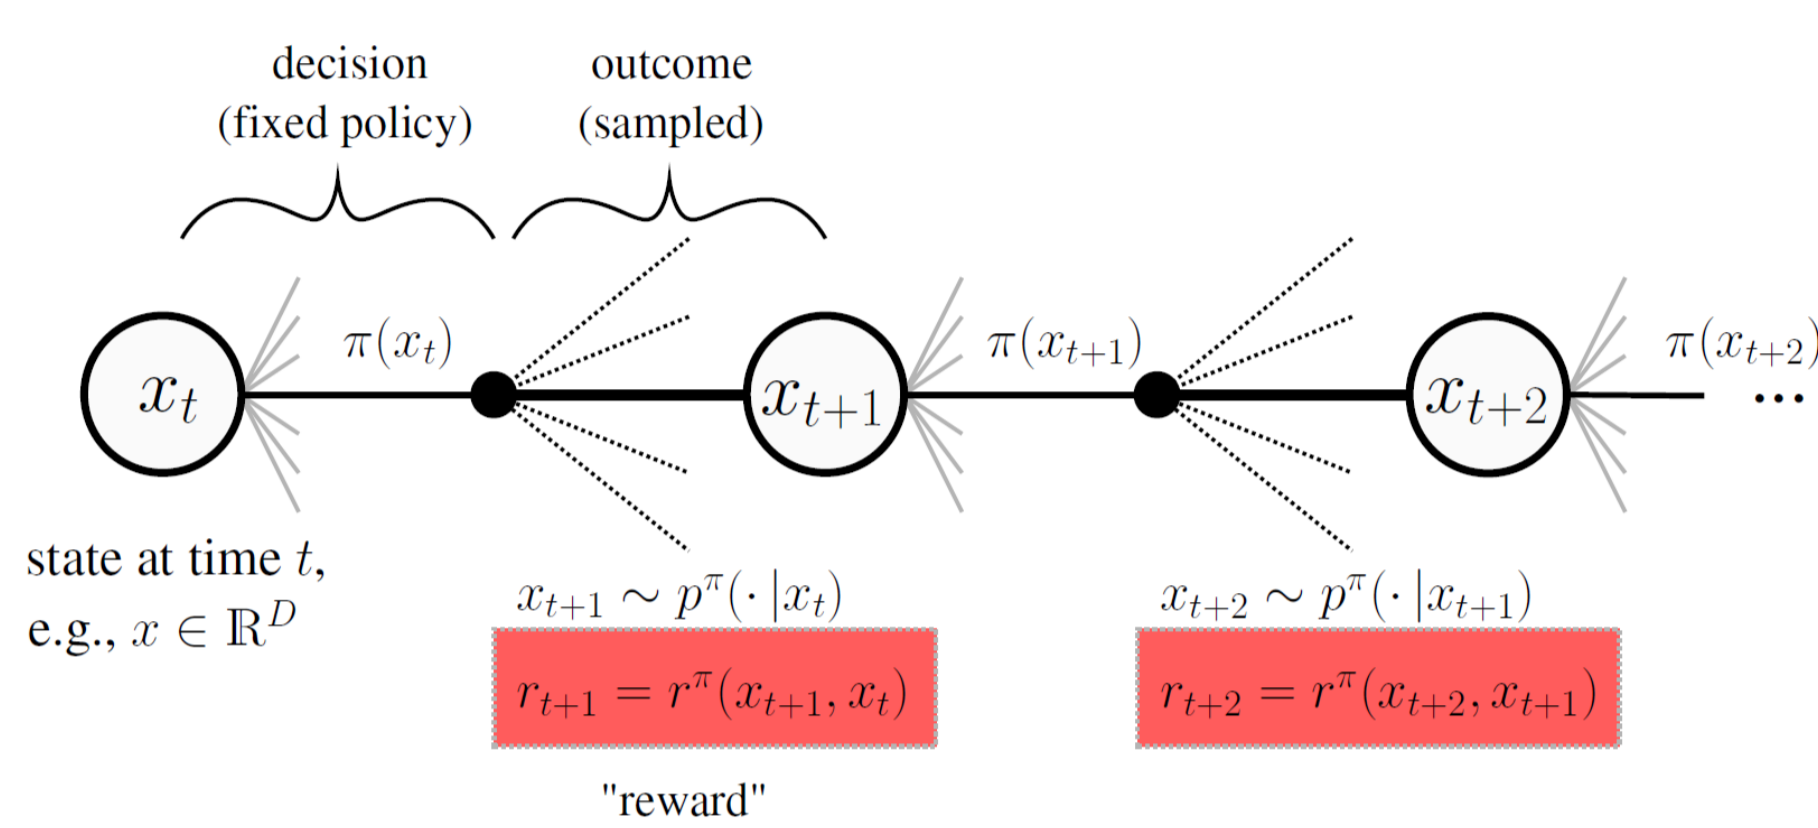 decision
(fixed policy)
outcome
(sampled)
π(x_t)
π(x_{t+1})
π(x_{t+2})
x_t
x_{t+1}
x_{t+2}
...
state at time t,
e.g., x ∈ ℝ^D
x_{t+1} ∼ p^π(· |x_t)
r_{t+1} = r^π(x_{t+1}, x_t)
"reward"
x_{t+2} ∼ p^π(· |x_{t+1})
r_{t+2} = r^π(x_{t+2}, x_{t+1})